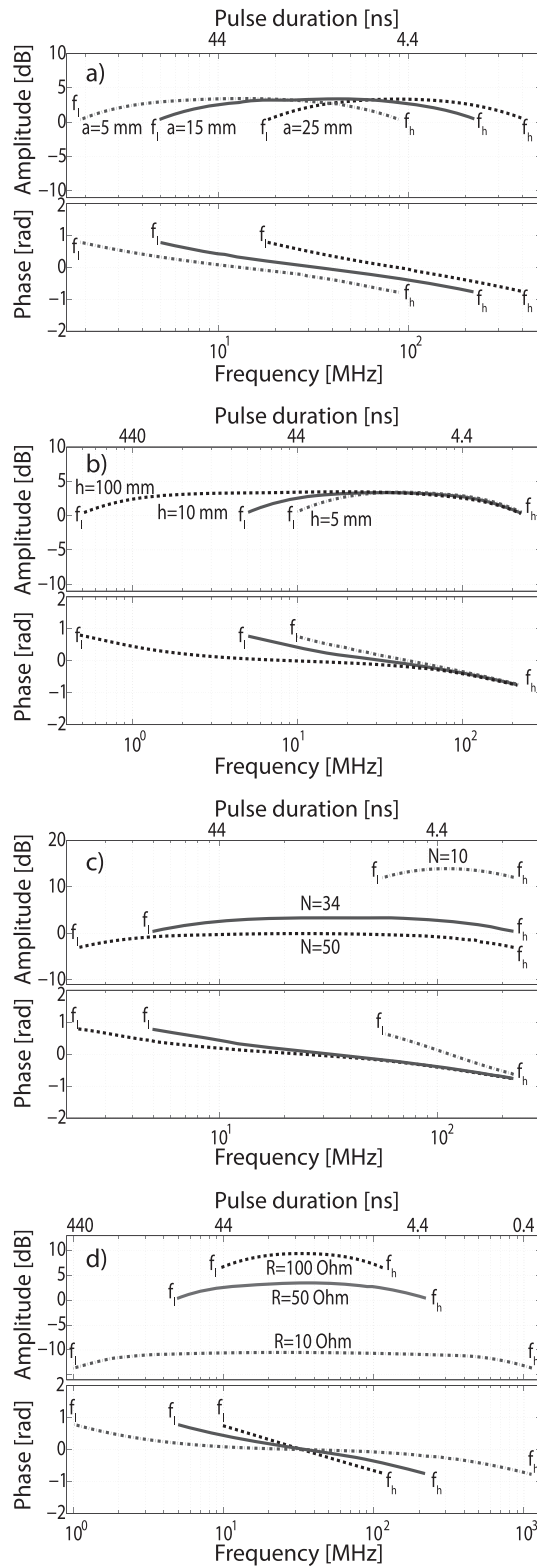 Pulse duration [ns]
44 4.4
a)
Amplitude [dB]
10
5
0
−5
−10
f_l a=5 mm f_l a=15 mm f_l a=25 mm f_h f_h f_h
Phase [rad]
2
1
0
−1
−2
f_l f_l f_l f_h f_h f_h
10^1 10^2
Frequency [MHz]
Pulse duration [ns]
440 44 4.4
b)
Amplitude [dB]
10
5
0
−5
−10
h=100 mm
f_l h=10 mm f_l f_l h=5 mm f_h
Phase [rad]
2
1
0
−1
−2
f_l f_l f_l f_h
10^0 10^1 10^2
Frequency [MHz]
Pulse duration [ns]
44 4.4
c)
Amplitude [dB]
20
10
0
−10
N=10
f_l f_h
N=34
f_l f_h
N=50
f_l f_h
Phase [rad]
2
1
0
−1
−2
f_l f_l f_l f_h
10^1 10^2
Frequency [MHz]
Pulse duration [ns]
440 44 4.4 0.4
d)
Amplitude [dB]
10
5
0
−5
−10
f_l R=100 Ohm f_h
f_l R=50 Ohm f_h
f_l R=10 Ohm f_h
Phase [rad]
2
1
0
−1
−2
f_l f_l f_l f_h f_h f_h
10^0 10^1 10^2 10^3
Frequency [MHz]